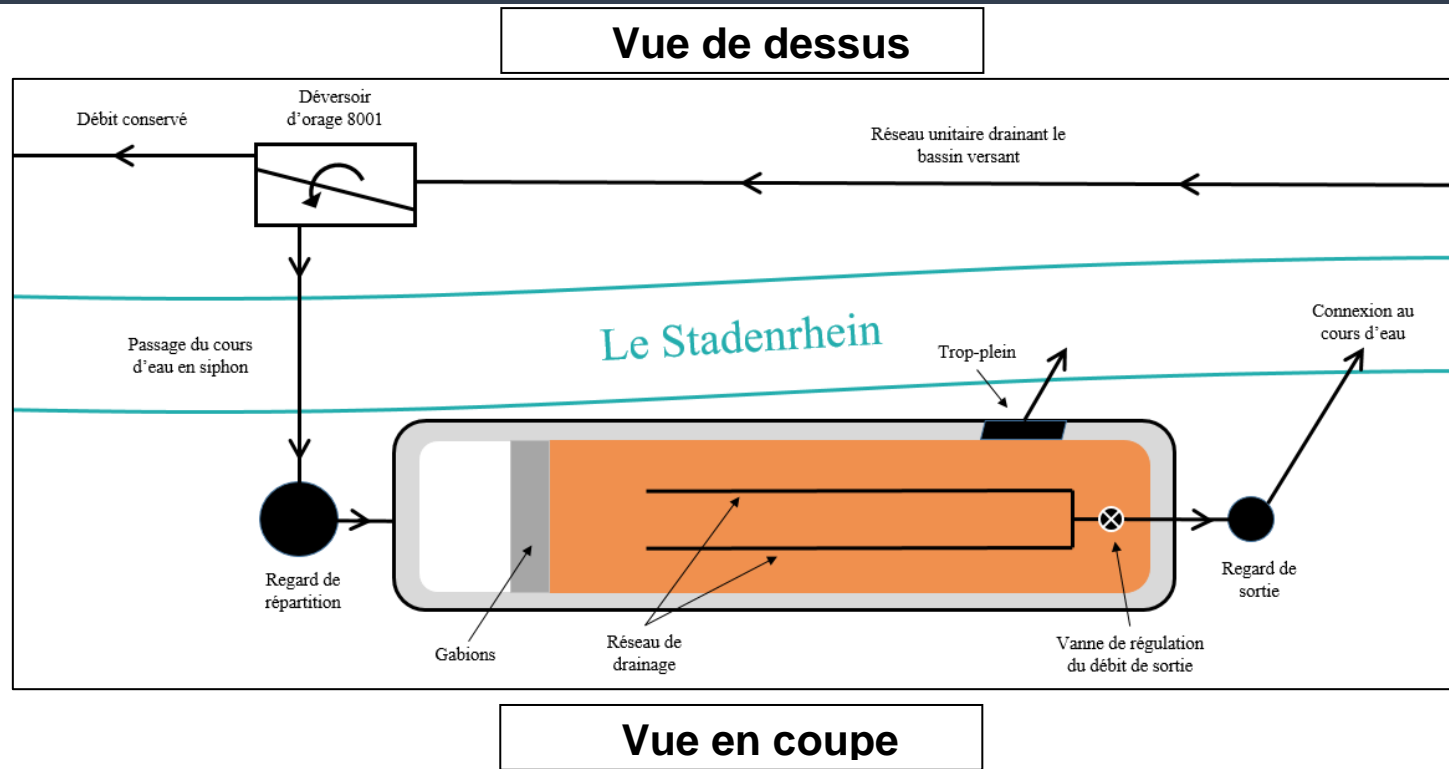 Vue de dessus
Débit conservé
Déversoir
d'orage 8001
Réseau unitaire drainant le
bassin versant
Passage du cours
d'eau en siphon
Le Stadenrhein
Trop-plein
Connexion au
cours d'eau
Regard de
répartition
Gabions
Réseau de
drainage
Vanne de régulation
du débit de sortie
Regard de
sortie
Vue en coupe